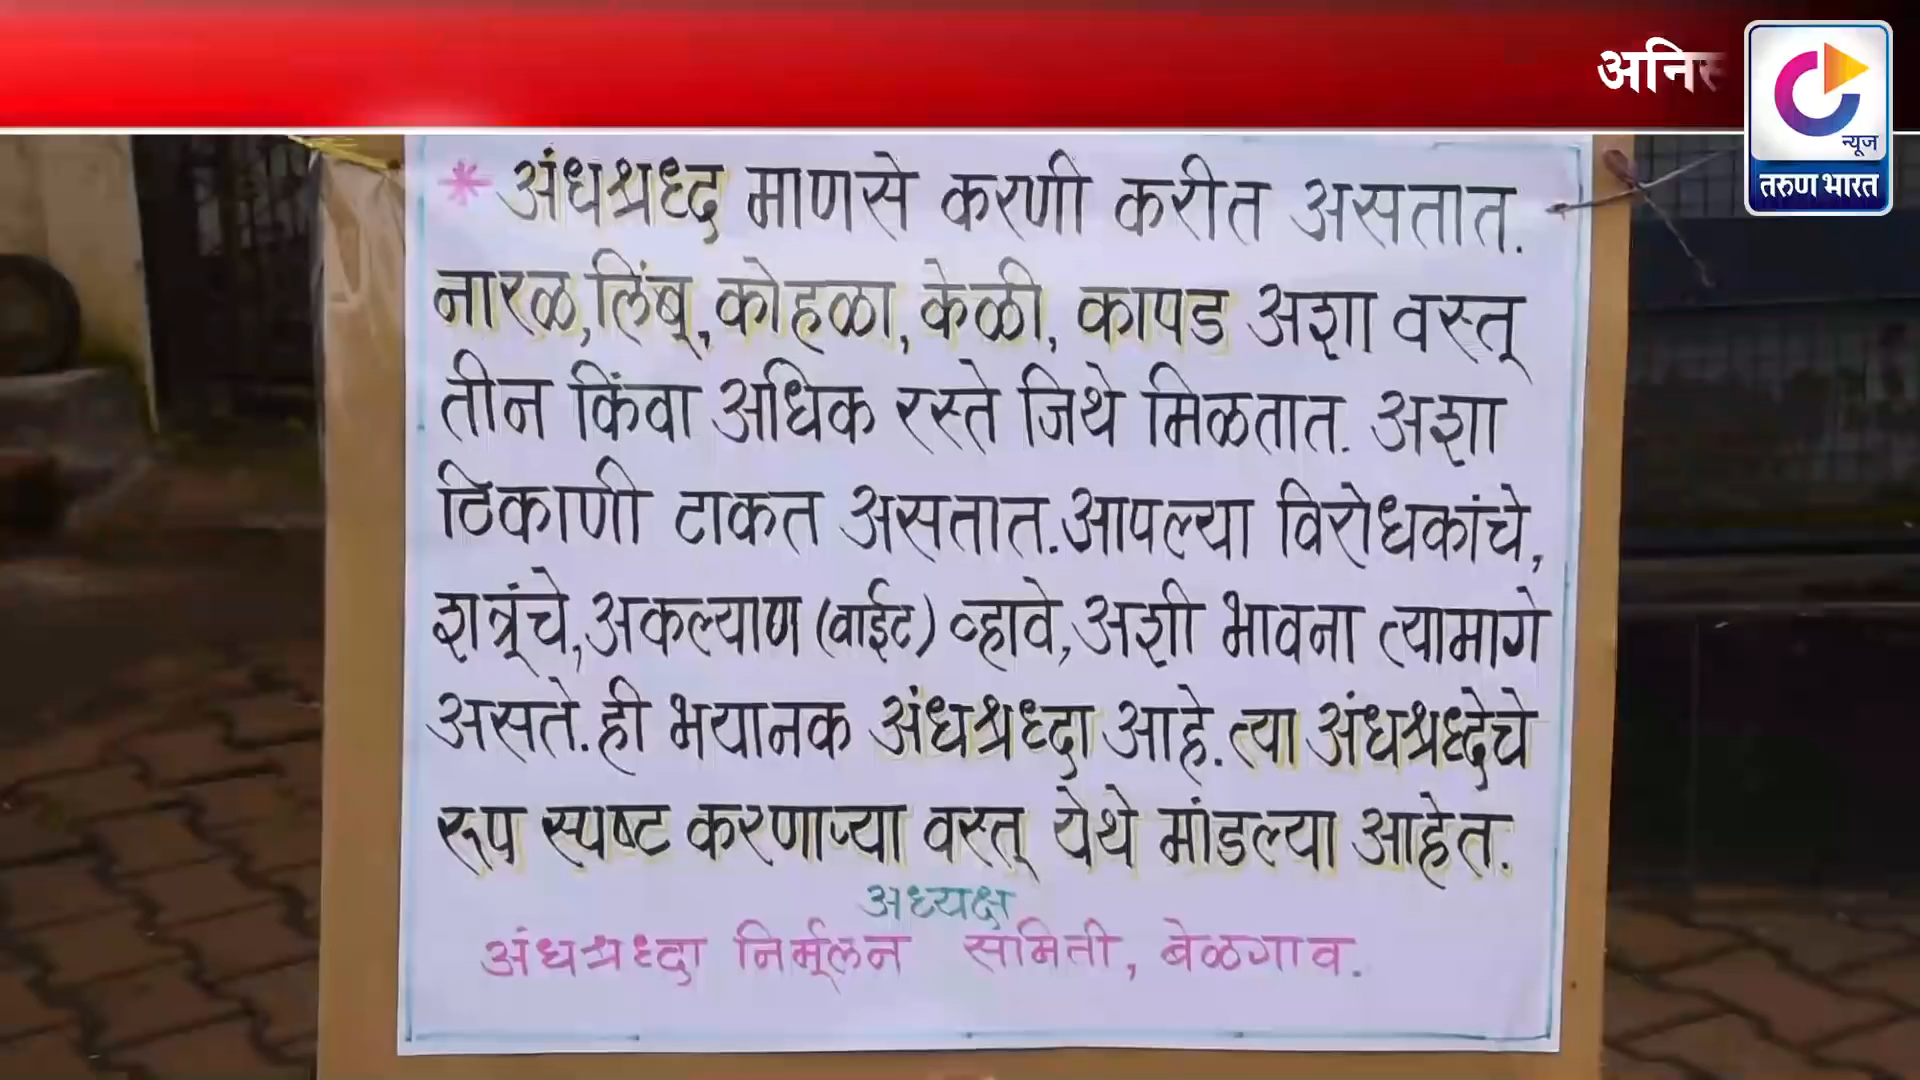 अनिस
न्यूज
तरुण भारत
* अंधश्रध्द माणसे करणी करीत असतात.
नारळ, लिंबू, कोहळा, केळी, कापड अशा वस्तू
तीन किंवा अधिक रस्ते जिथे मिळतात. अशा
ठिकाणी टाकत असतात. आपल्या विरोधकांचे,
शत्रूंचे, अकल्याण (वाईट) व्हावे, अशी भावना त्यामागे
असते. ही भयानक अंधश्रध्दा आहे. त्या अंधश्रध्देचे
रूप स्पष्ट करणाऱ्या वस्तू येथे मांडल्या आहेत.
अध्यक्ष
अंधश्रध्दा निर्मूलन समिती, बेळगाव.